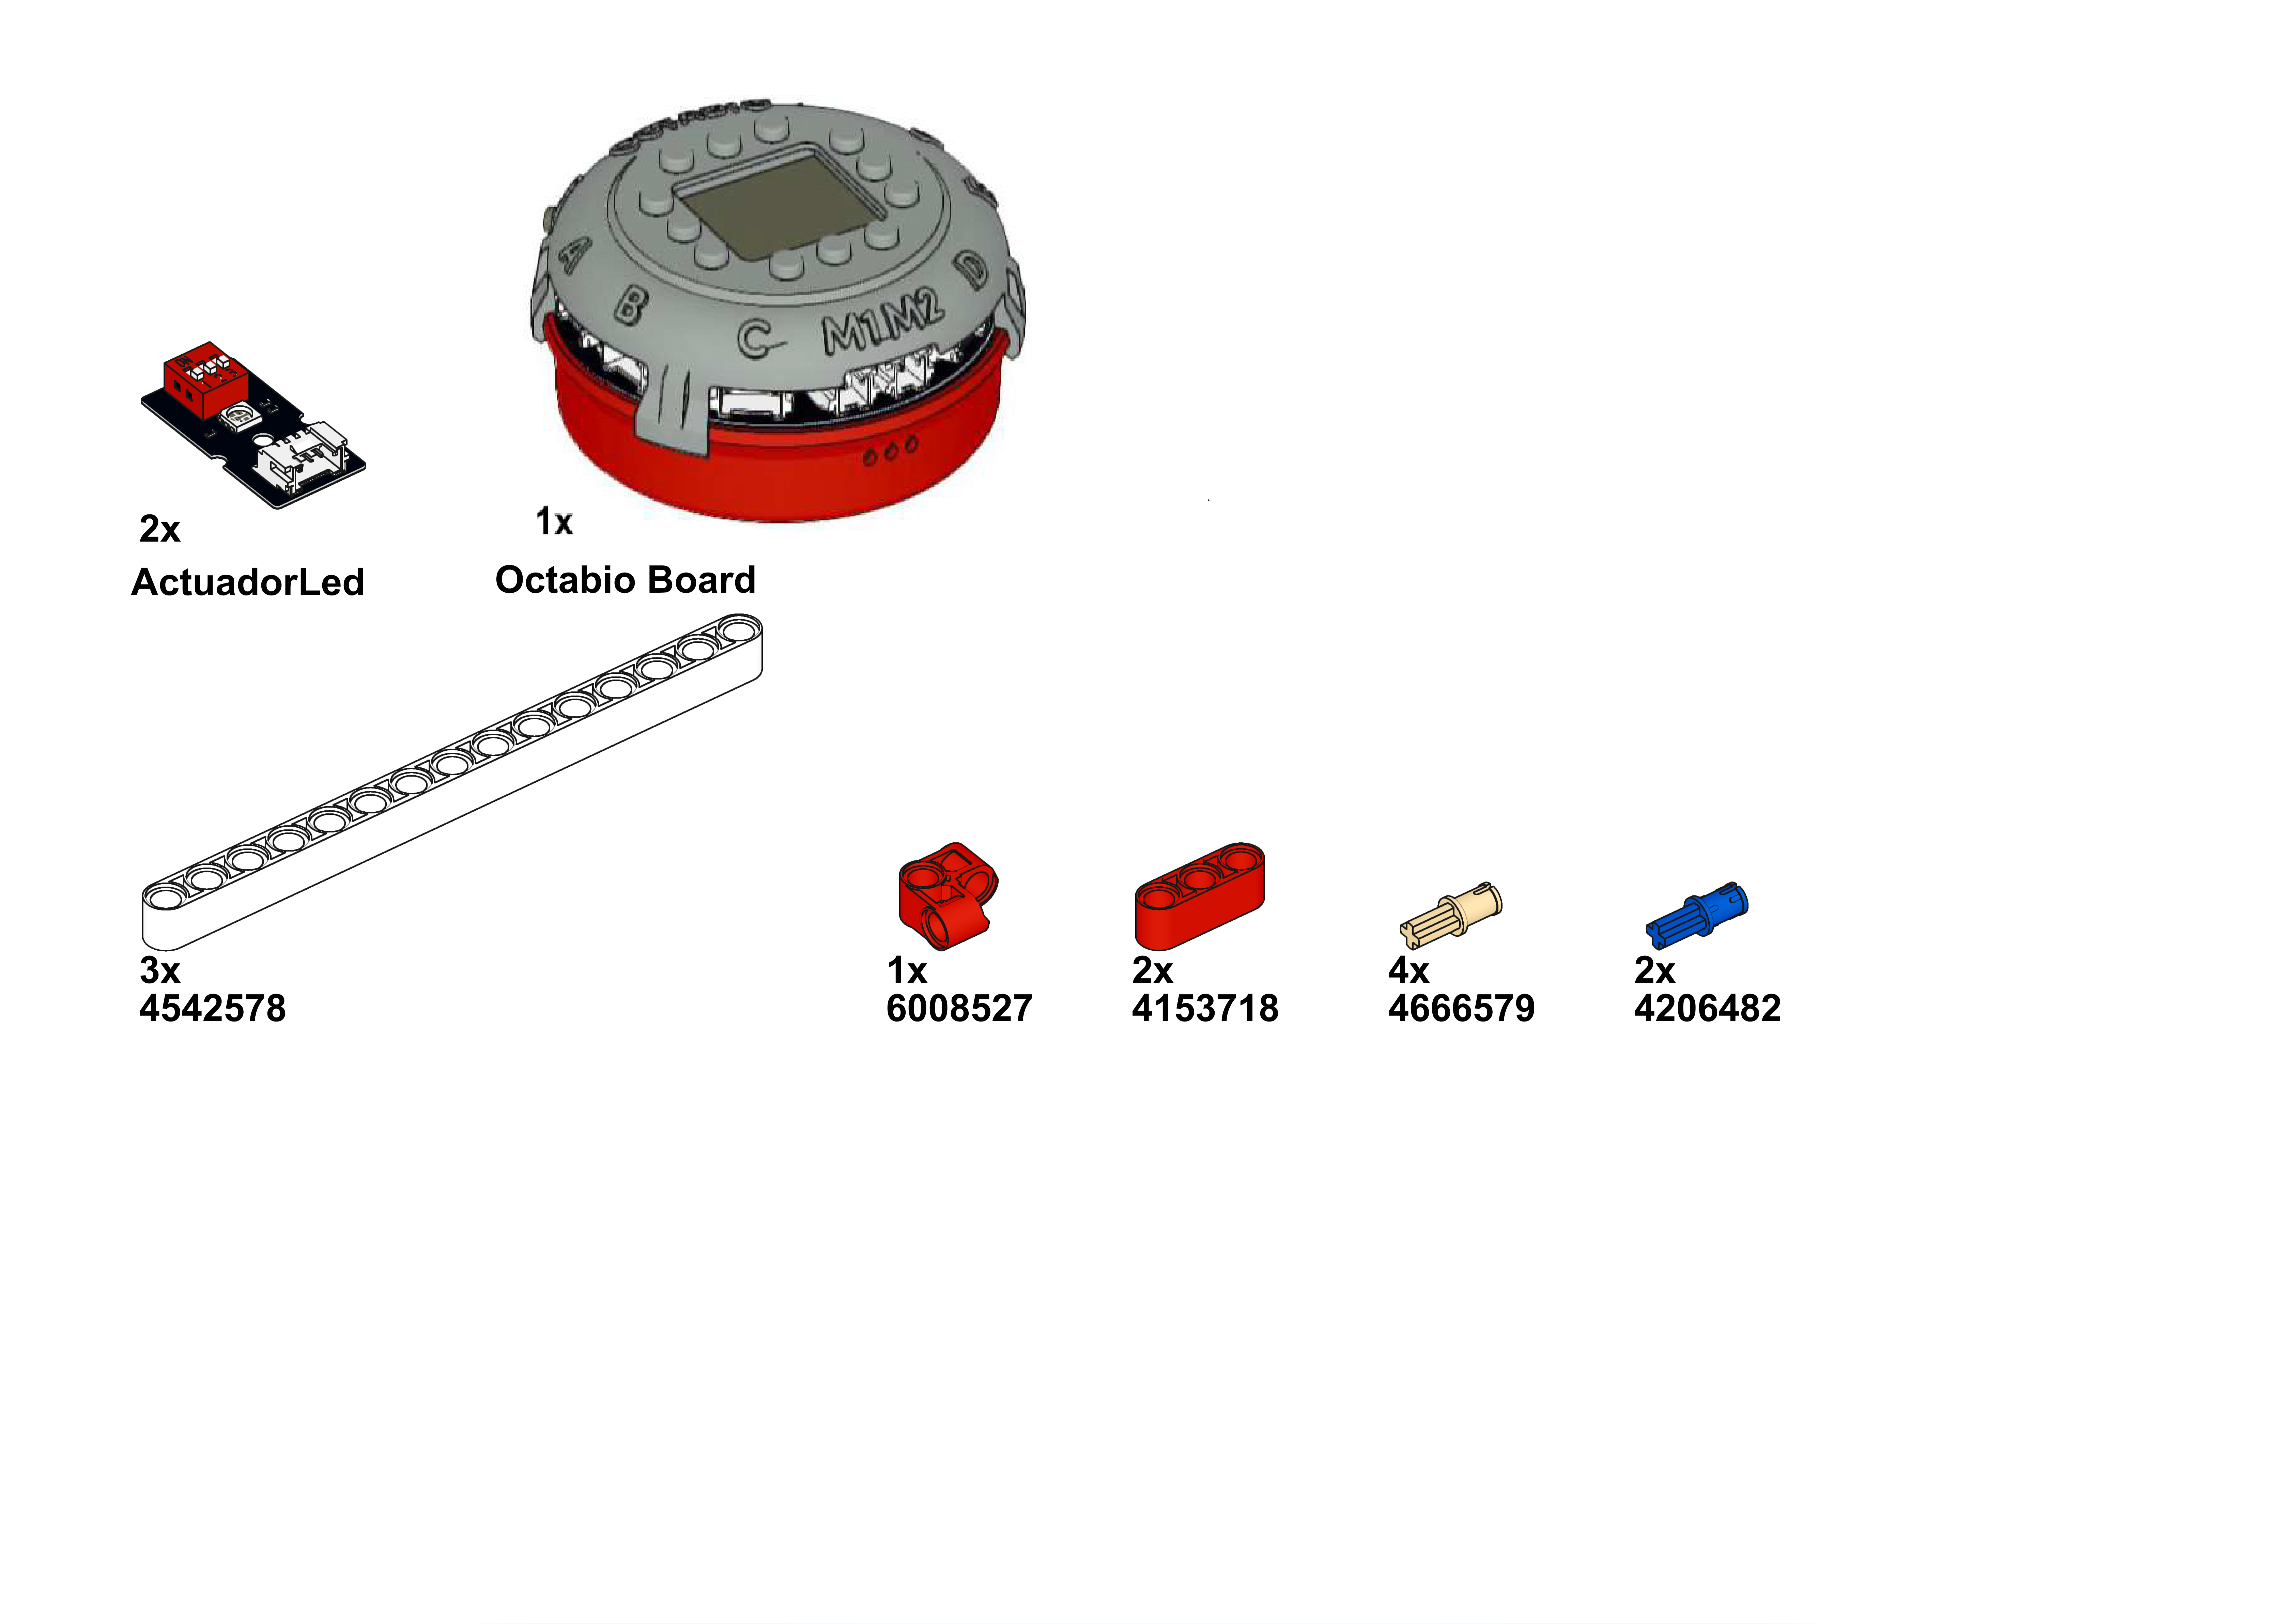 A
B
C
M1M2
D
2x
1x
ActuadorLed
Octabio Board
3x
4542578
1x
6008527
2x
4153718
4x
4666579
2x
4206482